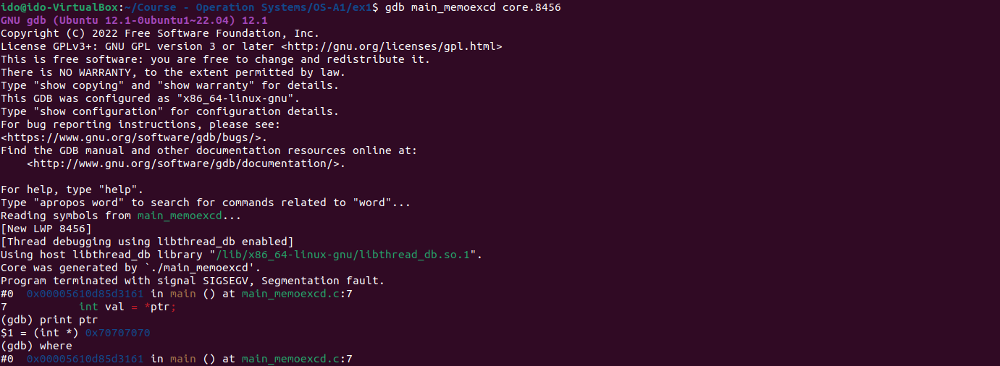 ido@ido-VirtualBox:~/Course - Operation Systems/OS-A1/ex1$ gdb main_memoexcd core.8456
GNU gdb (Ubuntu 12.1-0ubuntu1~22.04) 12.1
Copyright (C) 2022 Free Software Foundation, Inc.
License GPLv3+: GNU GPL version 3 or later <http://gnu.org/licenses/gpl.html>
This is free software: you are free to change and redistribute it.
There is NO WARRANTY, to the extent permitted by law.
Type "show copying" and "show warranty" for details.
This GDB was configured as "x86_64-linux-gnu".
Type "show configuration" for configuration details.
For bug reporting instructions, please see:
<https://www.gnu.org/software/gdb/bugs/>.
Find the GDB manual and other documentation resources online at:
    <http://www.gnu.org/software/gdb/documentation/>.

For help, type "help".
Type "apropos word" to search for commands related to "word"...
Reading symbols from main_memoexcd...
[New LWP 8456]
[Thread debugging using libthread_db enabled]
Using host libthread_db library "/lib/x86_64-linux-gnu/libthread_db.so.1".
Core was generated by `./main_memoexcd'.
Program terminated with signal SIGSEGV, Segmentation fault.
#0  0x00005610d85d3161 in main () at main_memoexcd.c:7
7           int val = *ptr;
(gdb) print ptr
$1 = (int *) 0x70707070
(gdb) where
#0  0x00005610d85d3161 in main () at main_memoexcd.c:7